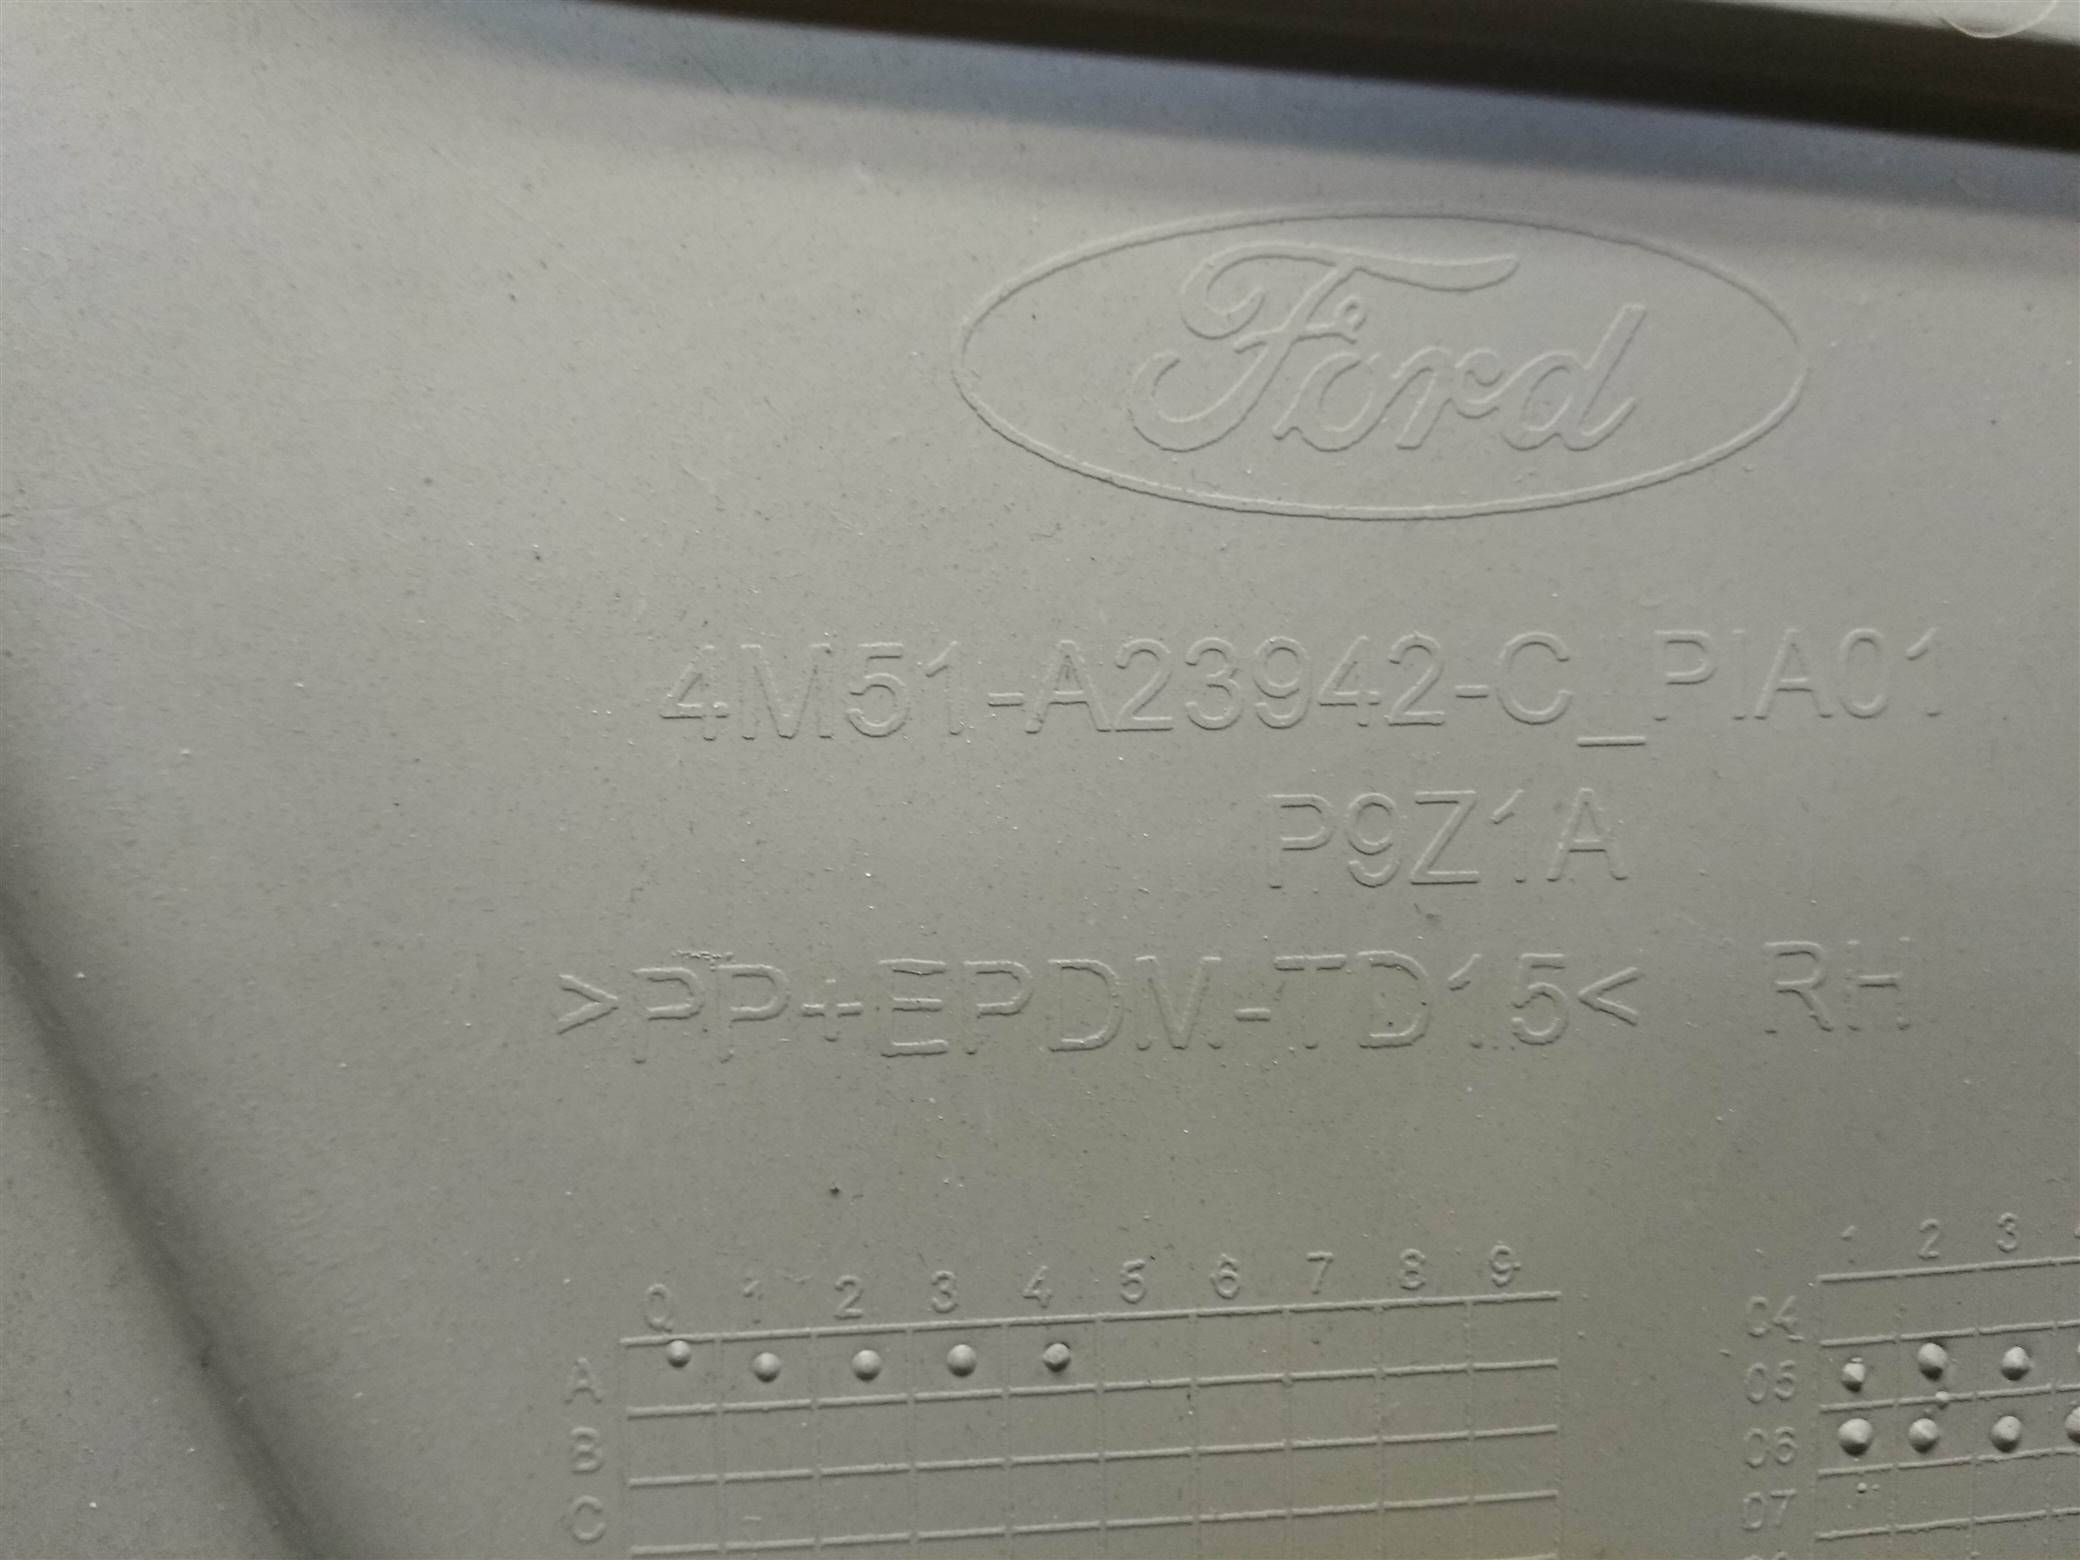 Ford
4M51-A23942-C_PIA01
P9Z1A
>PP+EPDM-TD15< RH
0 1 2 3 4 5 6 7 8 9
A
B
C
1 2 3
04
05
06
07